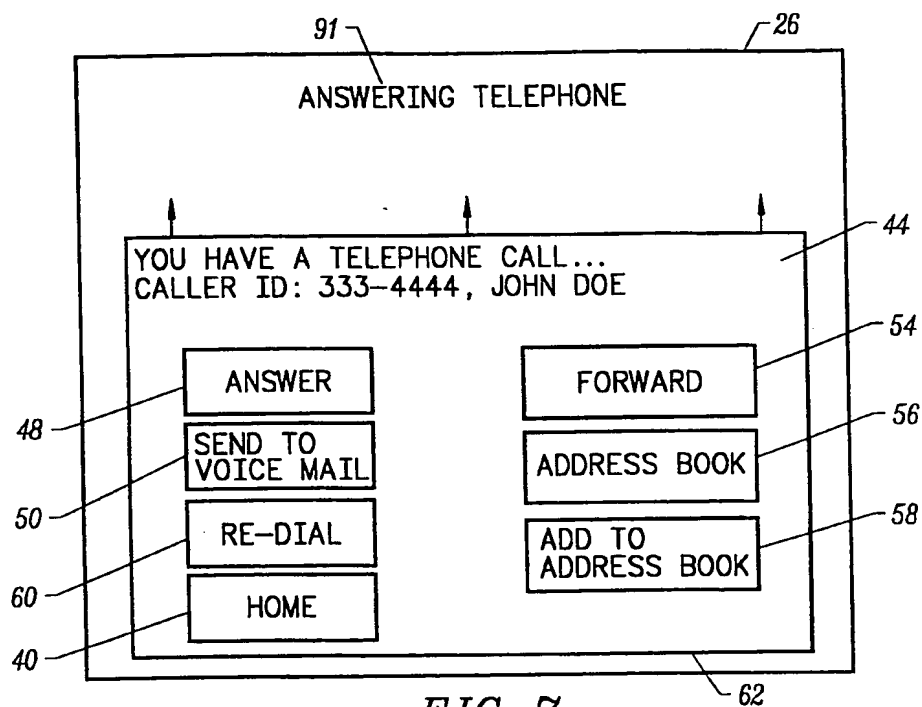 91
26
ANSWERING TELEPHONE
44
YOU HAVE A TELEPHONE CALL...
CALLER ID: 333-4444, JOHN DOE
54
ANSWER
FORWARD
48
56
SEND TO
VOICE MAIL
ADDRESS BOOK
50
58
RE-DIAL
ADD TO
ADDRESS BOOK
60
HOME
40
62
FIG. 7